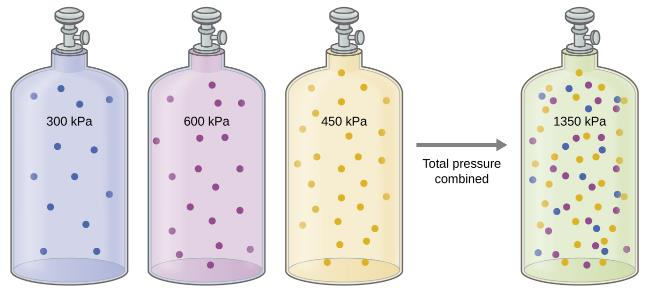 300 kPa
600 kPa
450 kPa
1350 kPa
Total pressure
combined